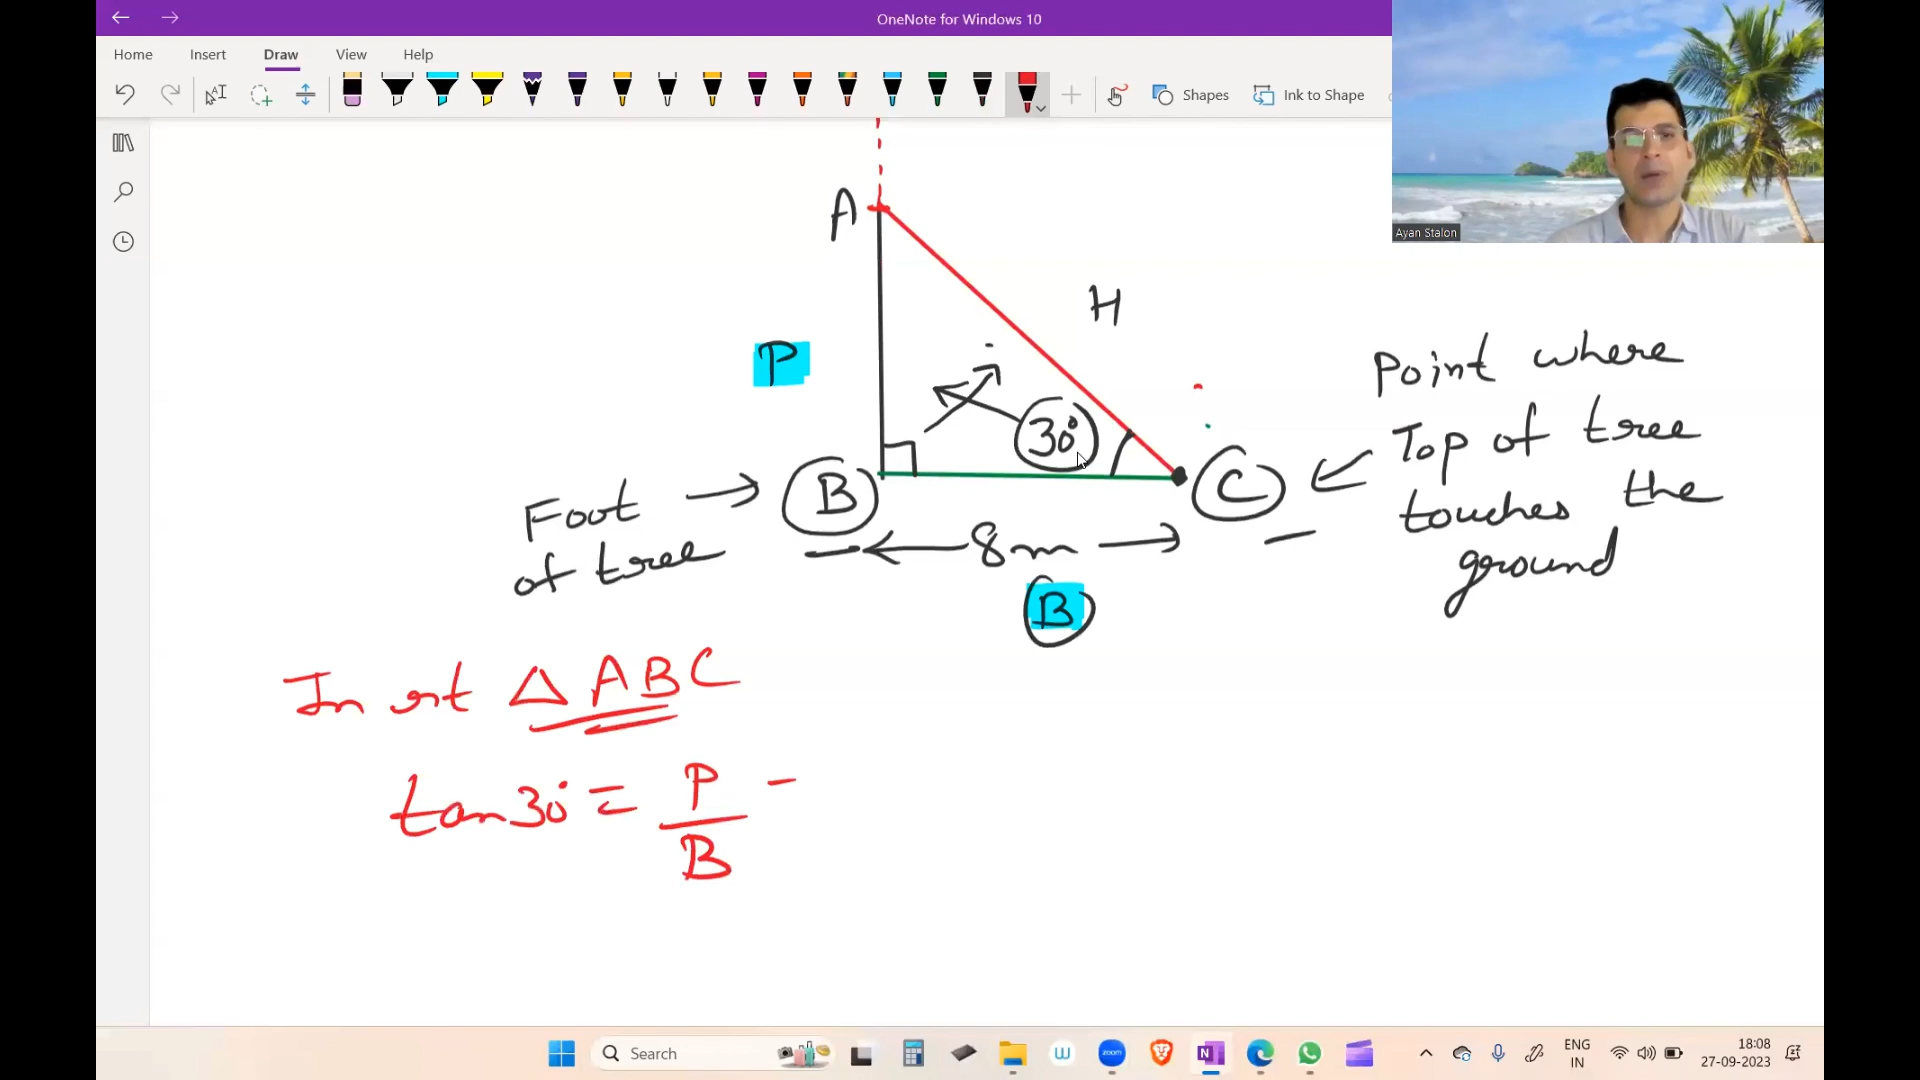 OneNote for Windows 10
Home Insert Draw View Help
Shapes Ink to Shape
Ayan Stalon
A
H
P
30°
Point where
Top of tree
touches the
ground
Foot
of tree
B
C
8m
B
In rt △ ABC
tan30° = P/B -
Search
ENG
IN
18:08
27-09-2023
zoom
W
N